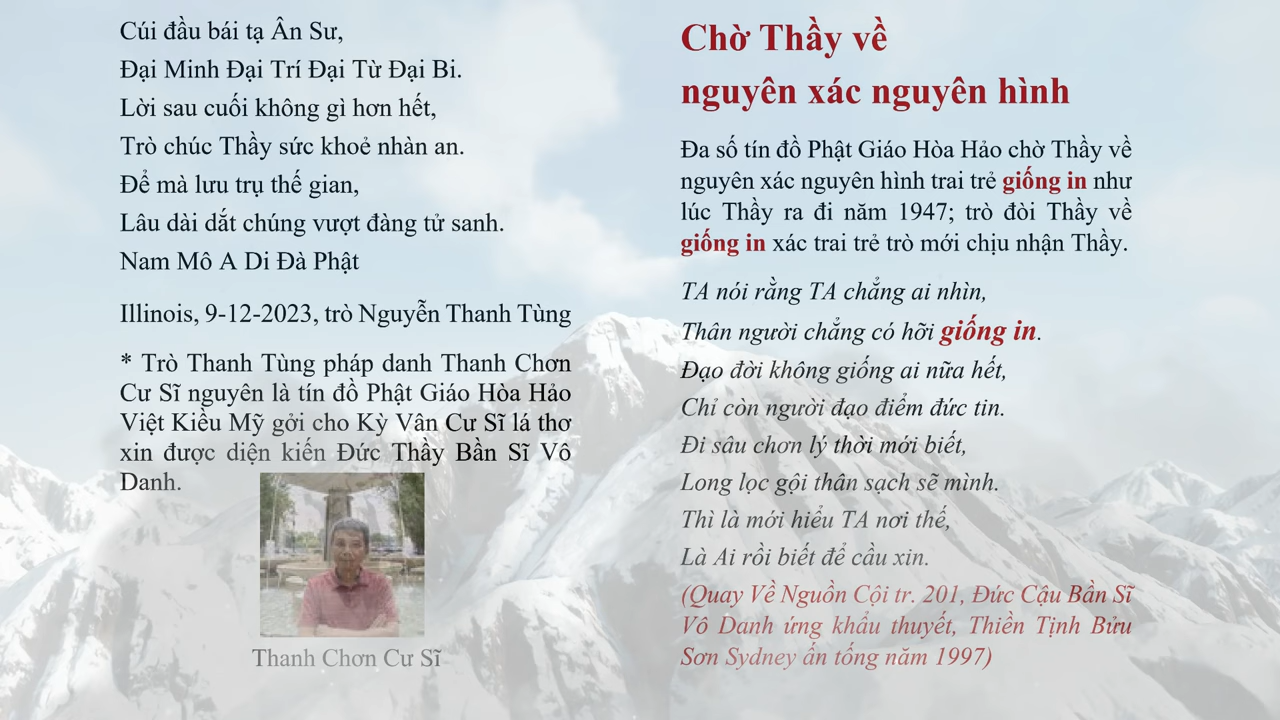 Cúi đầu bái tạ Ân Sư,
Đại Minh Đại Trí Đại Từ Đại Bi.
Lời sau cuối không gì hơn hết,
Trò chúc Thầy sức khoẻ nhàn an.
Để mà lưu trụ thế gian,
Lâu dài dắt chúng vượt đàng tử sanh.
Nam Mô A Di Đà Phật
Illinois, 9-12-2023, trò Nguyễn Thanh Tùng
* Trò Thanh Tùng pháp danh Thanh Chơn
Cư Sĩ nguyên là tín đồ Phật Giáo Hòa Hảo
Việt Kiều Mỹ gởi cho Kỳ Vân Cư Sĩ lá thơ
xin được diện kiến Đức Thầy Bần Sĩ Vô
Danh.
Thanh Chơn Cư Sĩ
Chờ Thầy về
nguyên xác nguyên hình
Đa số tín đồ Phật Giáo Hòa Hảo chờ Thầy về
nguyên xác nguyên hình trai trẻ giống in như
lúc Thầy ra đi năm 1947; trò đòi Thầy về
giống in xác trai trẻ trò mới chịu nhận Thầy.
TA nói rằng TA chẳng ai nhìn,
Thân người chẳng có hỡi giống in.
Đạo đời không giống ai nữa hết,
Chỉ còn người đạo điểm đức tin.
Đi sâu chơn lý thời mới biết,
Long lọc gội thân sạch sẽ mình.
Thì là mới hiểu TA nơi thế,
Là Ai rồi biết để cầu xin.
(Quay Về Nguồn Cội tr. 201, Đức Cậu Bần Sĩ
Vô Danh ứng khẩu thuyết, Thiền Tịnh Bửu
Sơn Sydney ấn tống năm 1997)